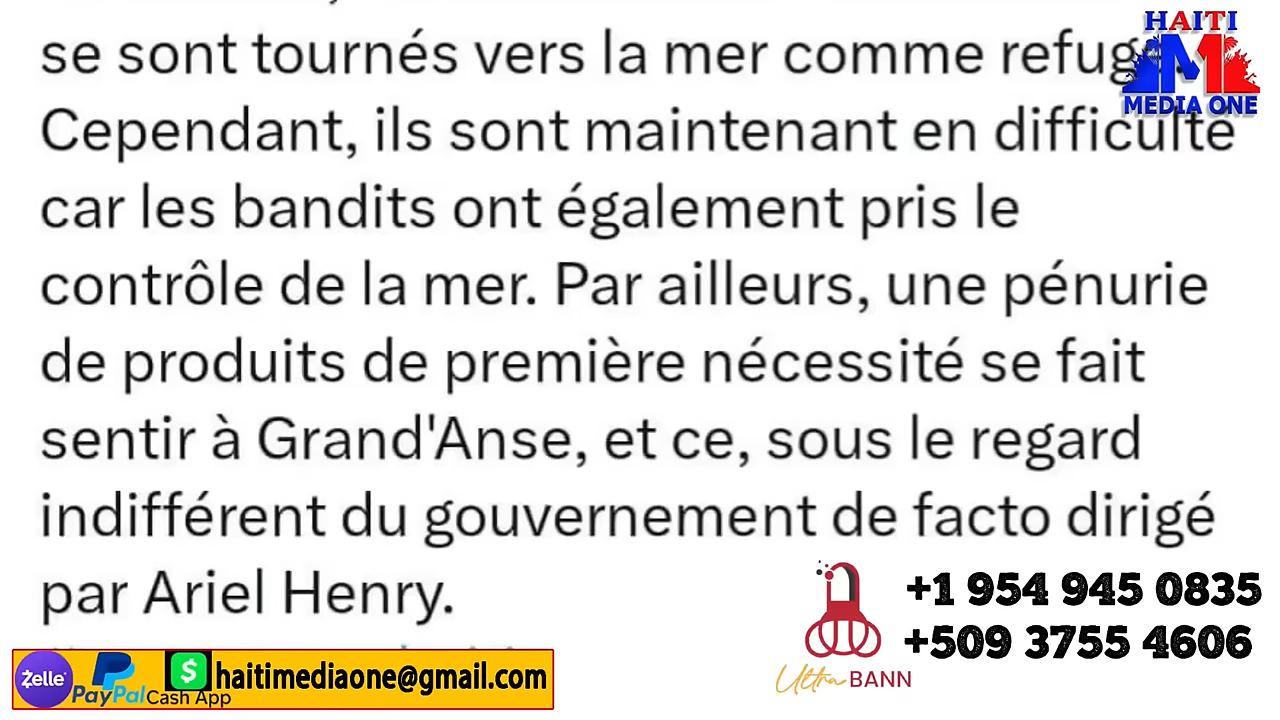 se sont tournés vers la mer comme
Cependant, ils sont maintenant en difficulté
car les bandits ont également pris le
contrôle de la mer. Par ailleurs, une pénurie
de produits de première nécessité se fait
sentir à Grand'Anse, et ce, sous le regard
indifférent du gouvernement de facto dirigé
par Ariel Henry.
HAITI
M
MEDIA ONE
+1 954 945 0835
+509 3755 4606
Ultra BANN
Zelle
PayPal
Cash App
$
haitimediaone@gmail.com